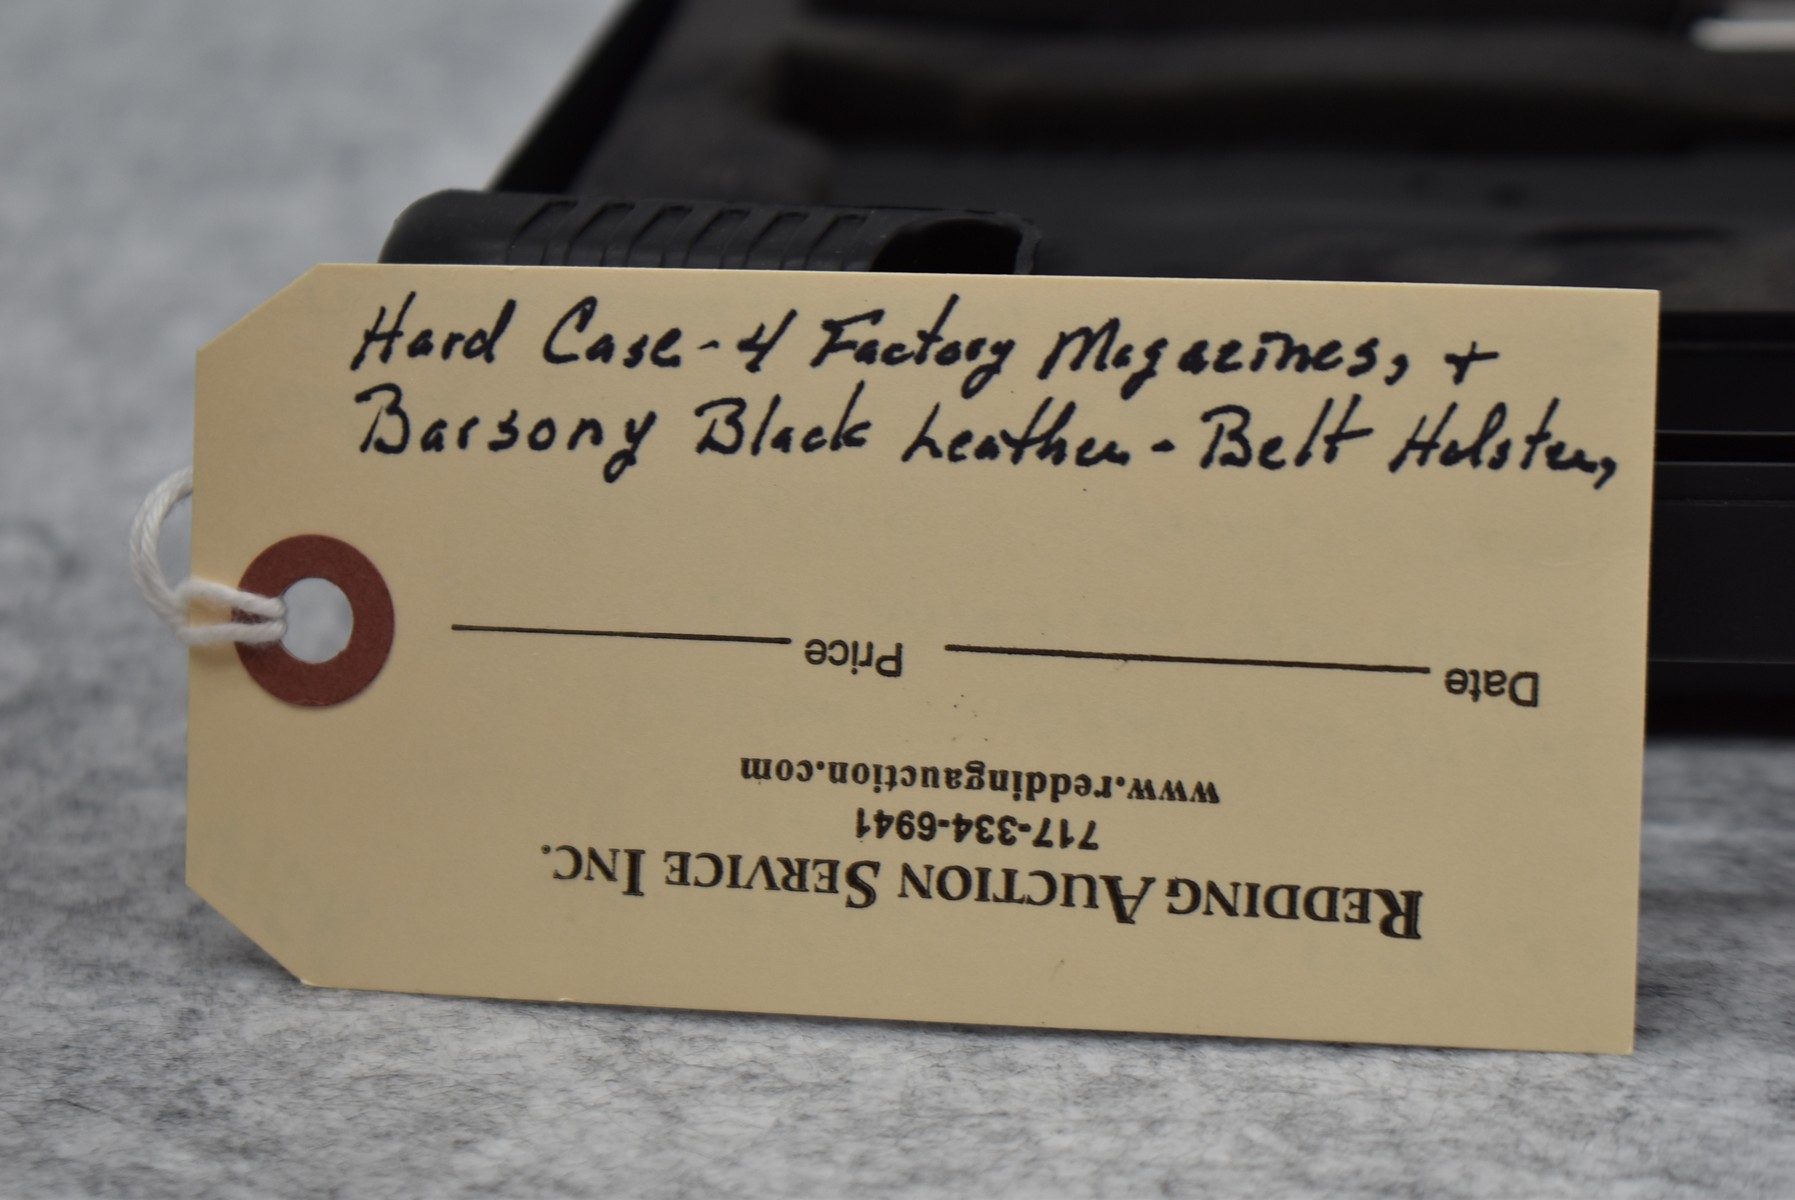 Hard Case - 4 Factory Magazines, +
Barsony Black Leather - Belt Holster,
Date Price
www.reddingauction.com
717-334-6941
REDDING AUCTION SERVICE INC.